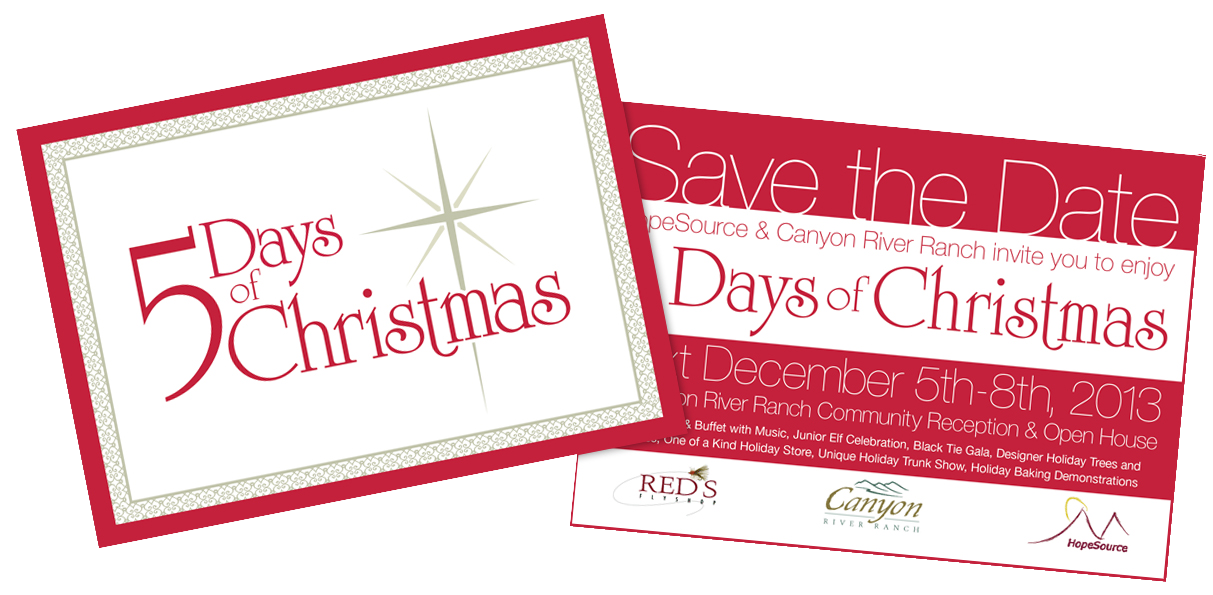 5 Days
of
Christmas
Save the Date
opeSource & Canyon River Ranch invite you to enjoy
Days of Christmas
xt December 5th-8th, 2013
on River Ranch Community Reception & Open House
& Buffet with Music, Junior Elf Celebration, Black Tie Gala, Designer Holiday Trees and
One of a Kind Holiday Store, Unique Holiday Trunk Show, Holiday Baking Demonstrations
RED'S
FLYSHOP
Canyon
RIVER RANCH
HopeSource